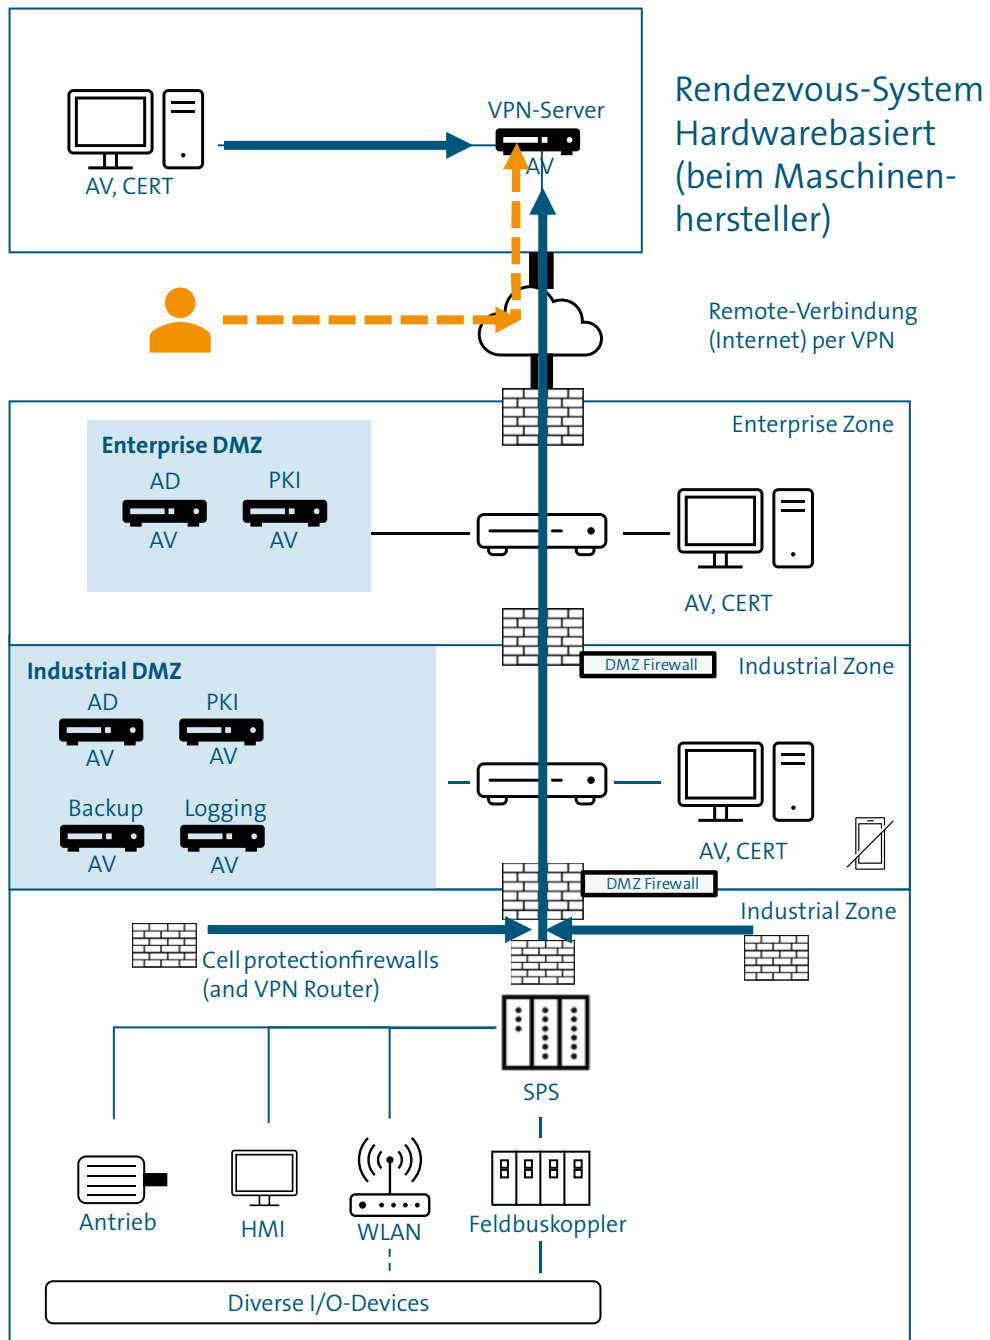 VPN-Server
AV
AV, CERT
Rendezvous-System
Hardwarebasiert
(beim Maschinen-
hersteller)
Remote-Verbindung
(Internet) per VPN
Enterprise Zone
Enterprise DMZ
AD
PKI
AV
AV
AV, CERT
DMZ Firewall
Industrial Zone
Industrial DMZ
AD
PKI
AV
AV
Backup
Logging
AV
AV
AV, CERT
DMZ Firewall
Industrial Zone
Cell protectionfirewalls
(and VPN Router)
SPS
Antrieb
HMI
WLAN
Feldbuskoppler
Diverse I/O-Devices